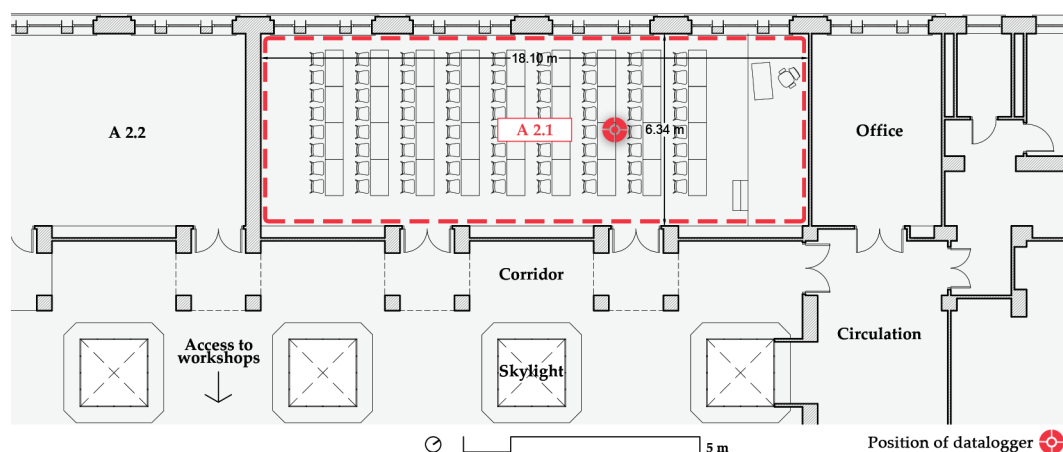 18.10 m
A 2.2
A 2.1
6.34 m
Office
Corridor
Access to
workshops
Skylight
Circulation
5 m
Position of datalogger